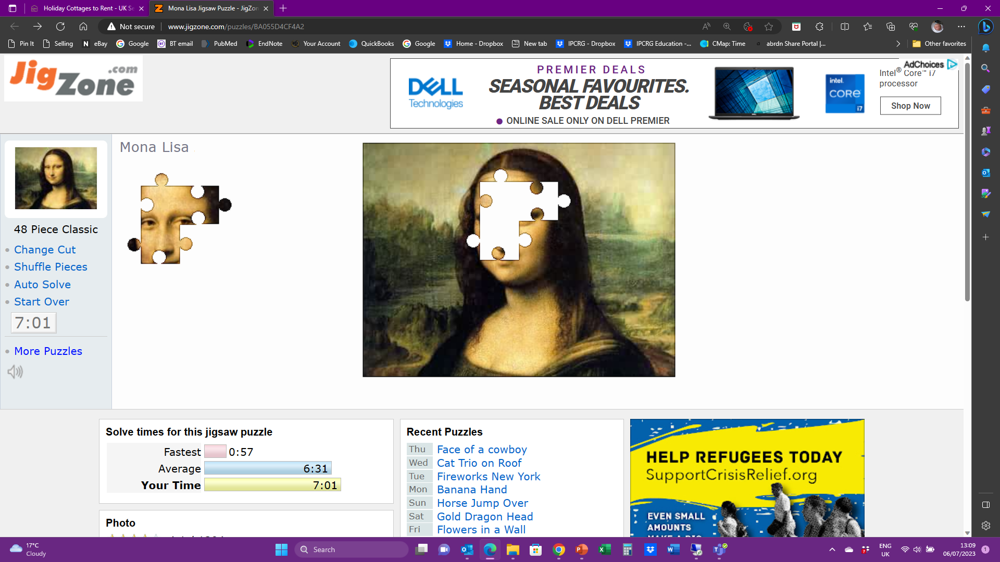 Holiday Cottages to Rent - UK Se
Mona Lisa Jigsaw Puzzle - JigZon
Not secure
www.jigzone.com/puzzles/BA055D4CF4A2
Pin It
Selling
eBay
Google
BT email
PubMed
EndNote
Your Account
QuickBooks
Google
Home - Dropbox
New tab
IPCRG - Dropbox
IPCRG Education -...
CMap: Time
abrdn Share Portal |...
Other favorites
JigZone.com
DELL
Technologies
PREMIER DEALS
SEASONAL FAVOURITES.
BEST DEALS
ONLINE SALE ONLY ON DELL PREMIER
intel.
CORE
i7
AdChoices
Intel® Core™ i7
processor
Shop Now
Mona Lisa
48 Piece Classic
Change Cut
Shuffle Pieces
Auto Solve
Start Over
7:01
More Puzzles
Solve times for this jigsaw puzzle
Fastest 0:57
Average 6:31
Your Time 7:01
Photo
Recent Puzzles
Thu Face of a cowboy
Wed Cat Trio on Roof
Tue Fireworks New York
Mon Banana Hand
Sun Horse Jump Over
Sat Gold Dragon Head
Fri Flowers in a Wall
HELP REFUGEES TODAY
SupportCrisisRelief.org
EVEN SMALL
AMOUNTS
17°C
Cloudy
Search
ENG
UK
13:09
06/07/2023
1